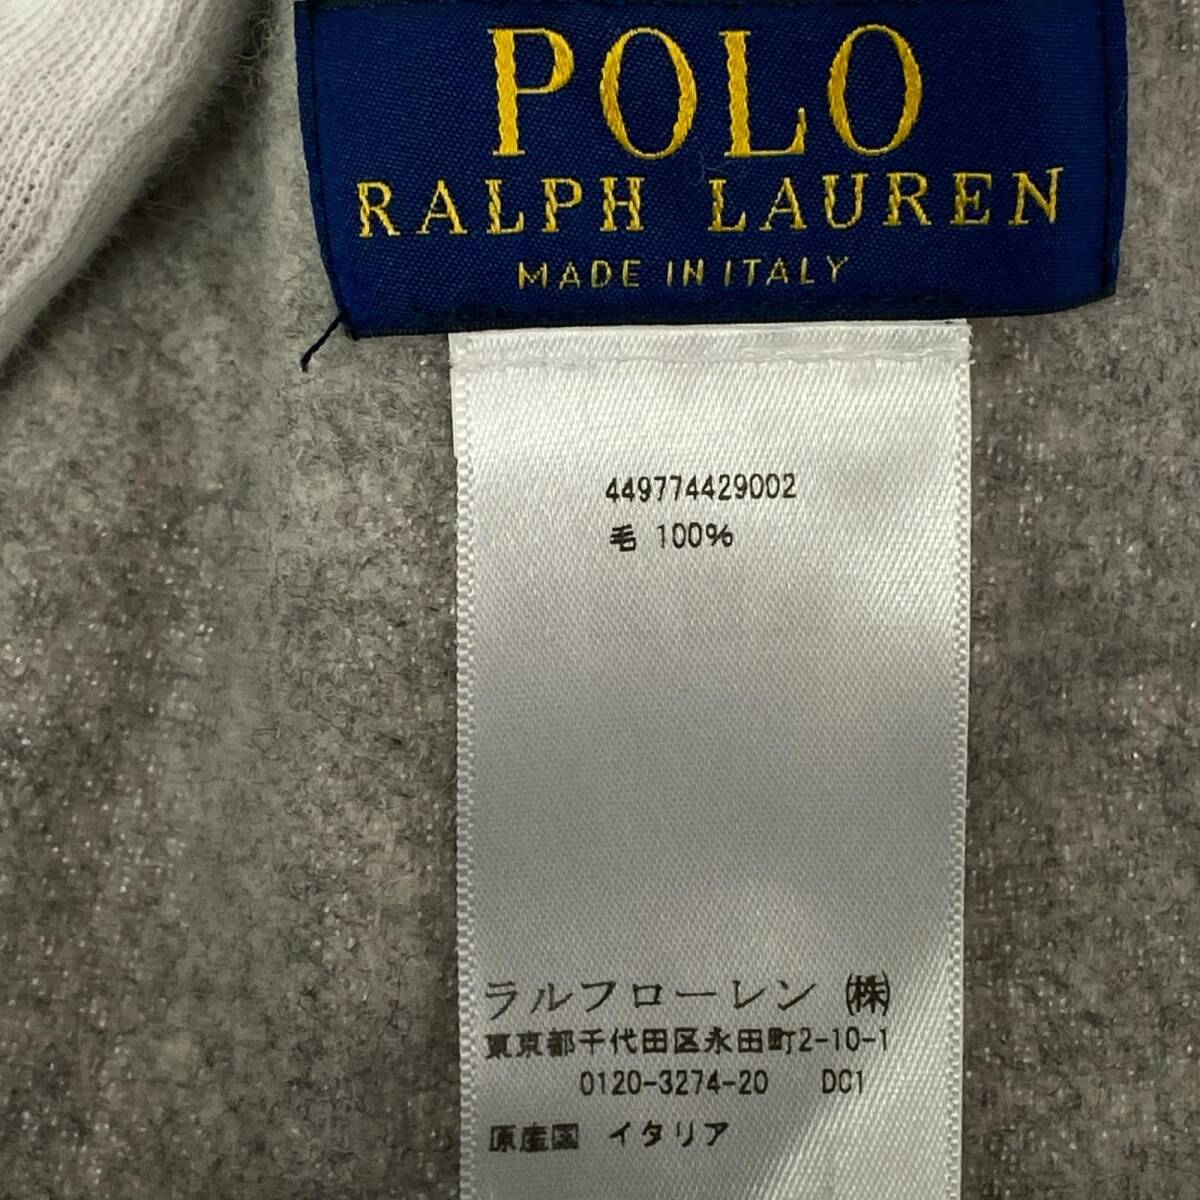 POLO
RALPH LAUREN
MADE IN ITALY
449774429002
毛 100%
ラルフローレン ㈱
東京都千代田区永田町2-10-1
0120-3274-20 DC1
原産国 イタリア